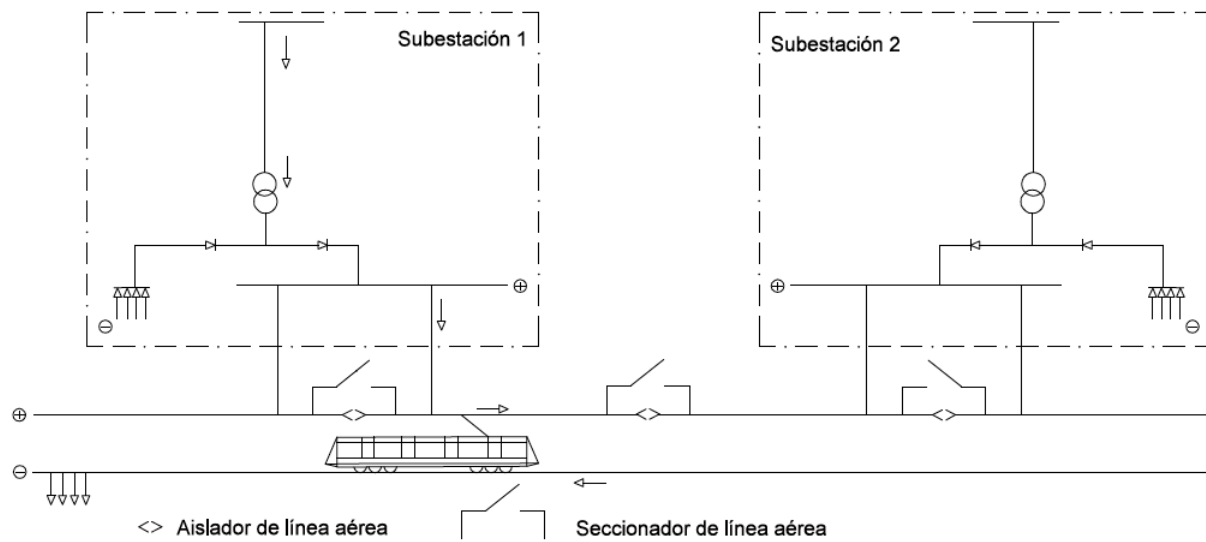 Subestación 1
Subestación 2
Aislador de línea aérea
Seccionador de línea aérea